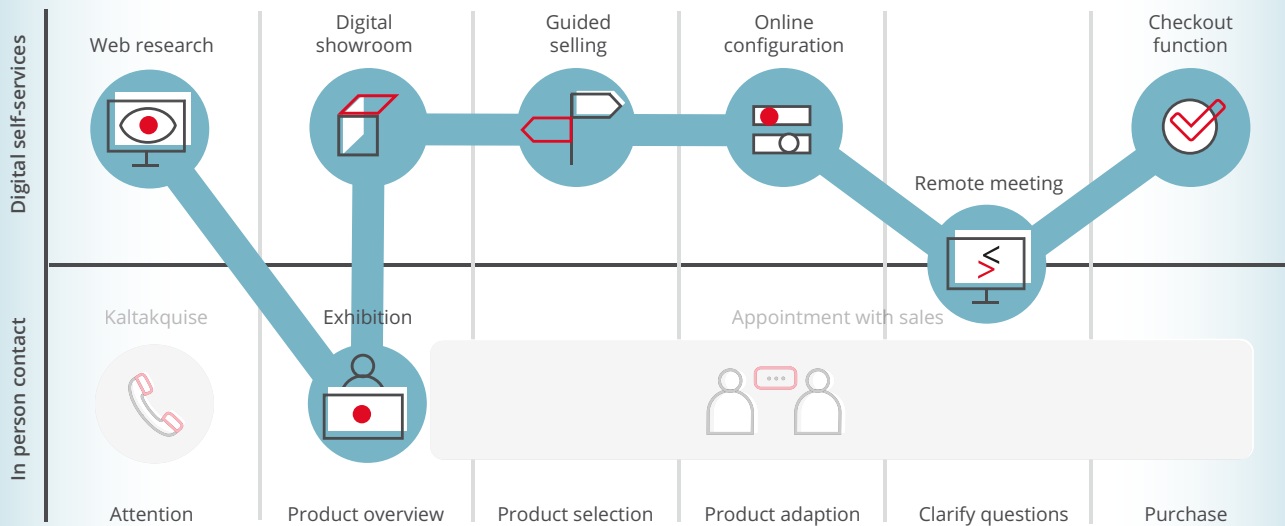 Digital self-services
Web research
Digital
showroom
Guided
selling
Online
configuration
Remote meeting
Checkout
function
In person contact
Kaltakquise
Exhibition
Appointment with sales
Attention
Product overview
Product selection
Product adaption
Clarify questions
Purchase